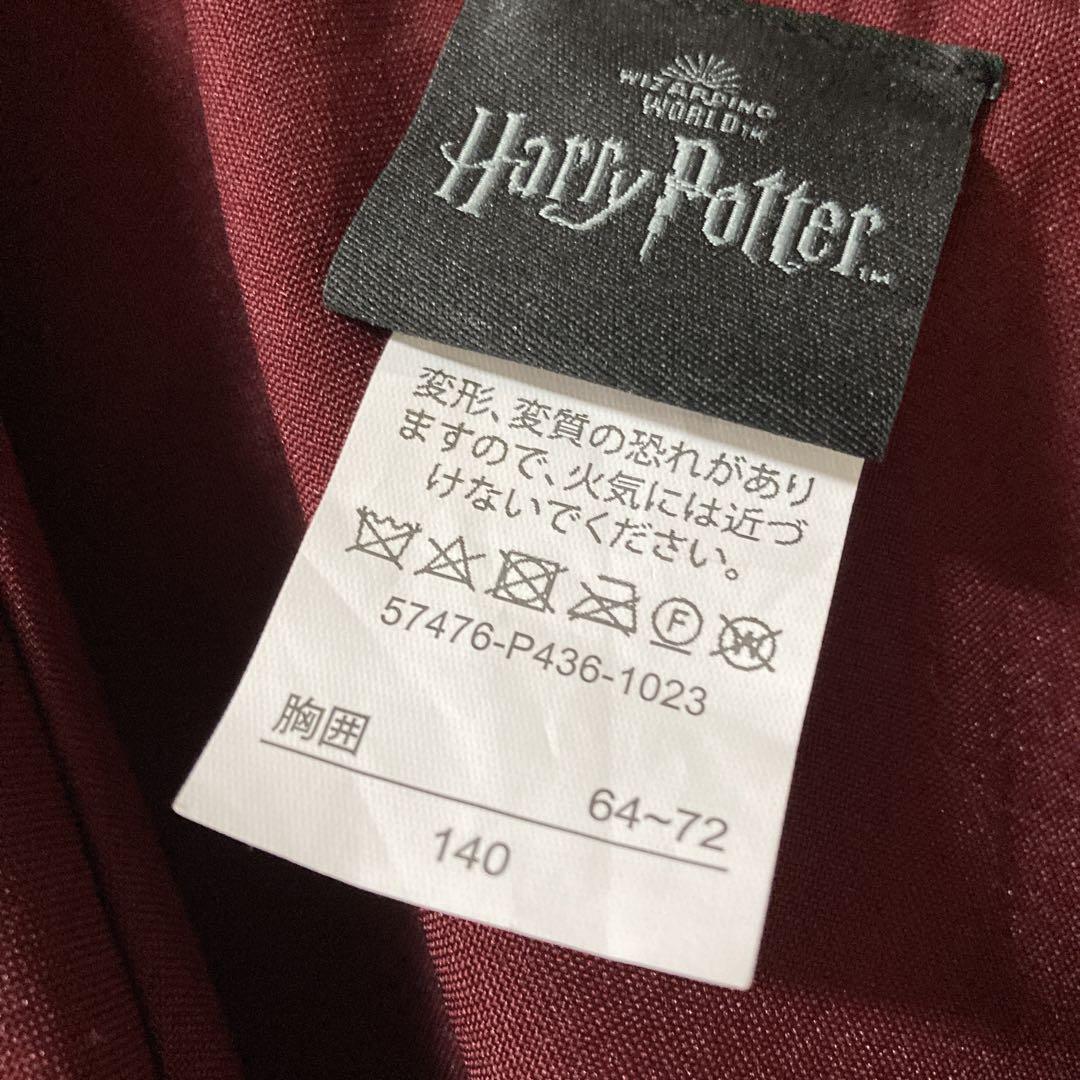 WIZARDING
WORLD™
Harry Potter™
変形、変質の恐れがあり
ますので、火気には近づ
けないでください。
F W
57476-P436-1023
胸囲
64~72
140